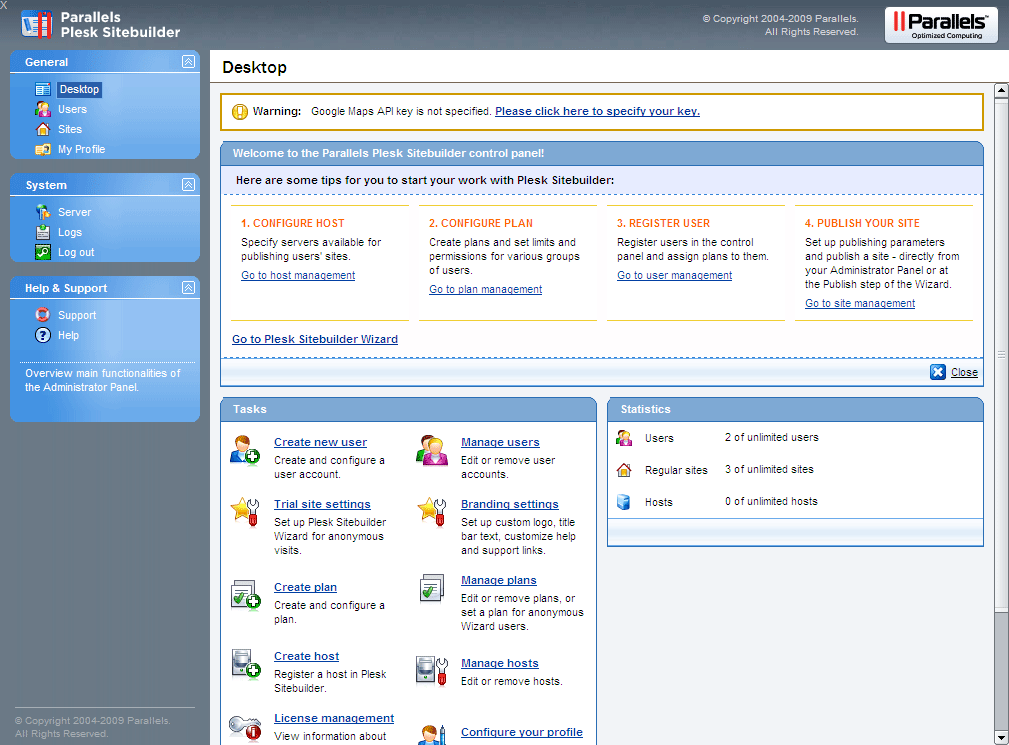 X
Parallels
Plesk Sitebuilder
© Copyright 2004-2009 Parallels.
All Rights Reserved.
Parallels™
Optimized Computing
General
Desktop
Users
Sites
My Profile
System
Server
Logs
Log out
Help & Support
Support
Help
Overview main functionalities of
the Administrator Panel.
© Copyright 2004-2009 Parallels.
All Rights Reserved.
Desktop
Warning: Google Maps API key is not specified. Please click here to specify your key.
Welcome to the Parallels Plesk Sitebuilder control panel!
Here are some tips for you to start your work with Plesk Sitebuilder:
1. CONFIGURE HOST
Specify servers available for
publishing users' sites.
Go to host management
2. CONFIGURE PLAN
Create plans and set limits and
permissions for various groups
of users.
Go to plan management
3. REGISTER USER
Register users in the control
panel and assign plans to them.
Go to user management
4. PUBLISH YOUR SITE
Set up publishing parameters
and publish a site - directly from
your Administrator Panel or at
the Publish step of the Wizard.
Go to site management
Go to Plesk Sitebuilder Wizard
Close
Tasks
Create new user
Create and configure a
user account.
Manage users
Edit or remove user
accounts.
Trial site settings
Set up Plesk Sitebuilder
Wizard for anonymous
visits.
Branding settings
Set up custom logo, title
bar text, customize help
and support links.
Create plan
Create and configure a
plan.
Manage plans
Edit or remove plans, or
set a plan for anonymous
Wizard users.
Create host
Register a host in Plesk
Sitebuilder.
Manage hosts
Edit or remove hosts.
License management
View information about
Configure your profile
Statistics
Users 2 of unlimited users
Regular sites 3 of unlimited sites
Hosts 0 of unlimited hosts